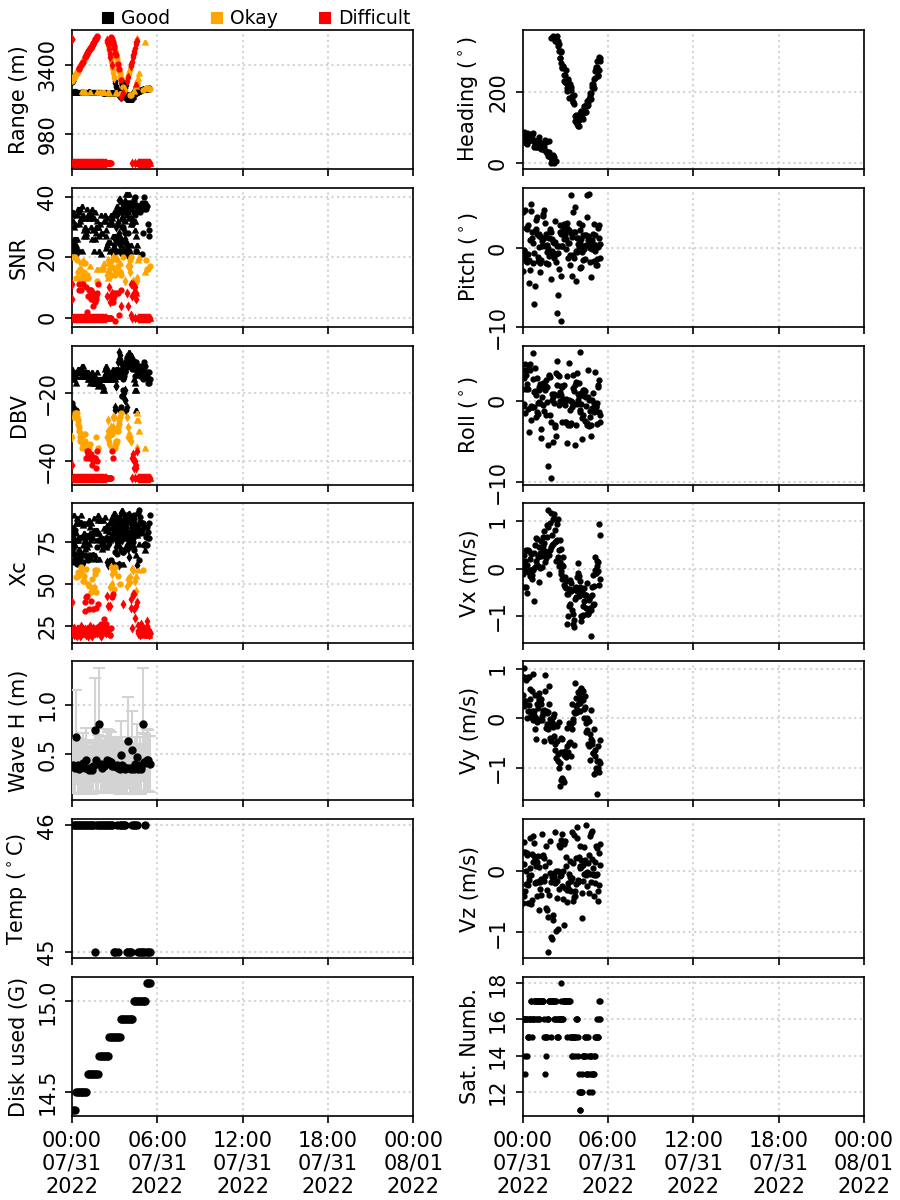 Good Okay Difficult
Range (m)
3400
980
Heading (°)
200
0
SNR
40
20
0
Pitch (°)
0
−10
DBV
−20
−40
Roll (°)
0
−10
Xc
75
50
25
Vx (m/s)
1
0
−1
Wave H (m)
1.0
0.5
Vy (m/s)
1
0
−1
Temp (°C)
46
45
Vz (m/s)
0
−1
Disk used (G)
15.0
14.5
Sat. Numb.
18
16
14
12
00:00 06:00 12:00 18:00 00:00
07/31 07/31 07/31 07/31 08/01
2022 2022 2022 2022 2022
00:00 06:00 12:00 18:00 00:00
07/31 07/31 07/31 07/31 08/01
2022 2022 2022 2022 2022